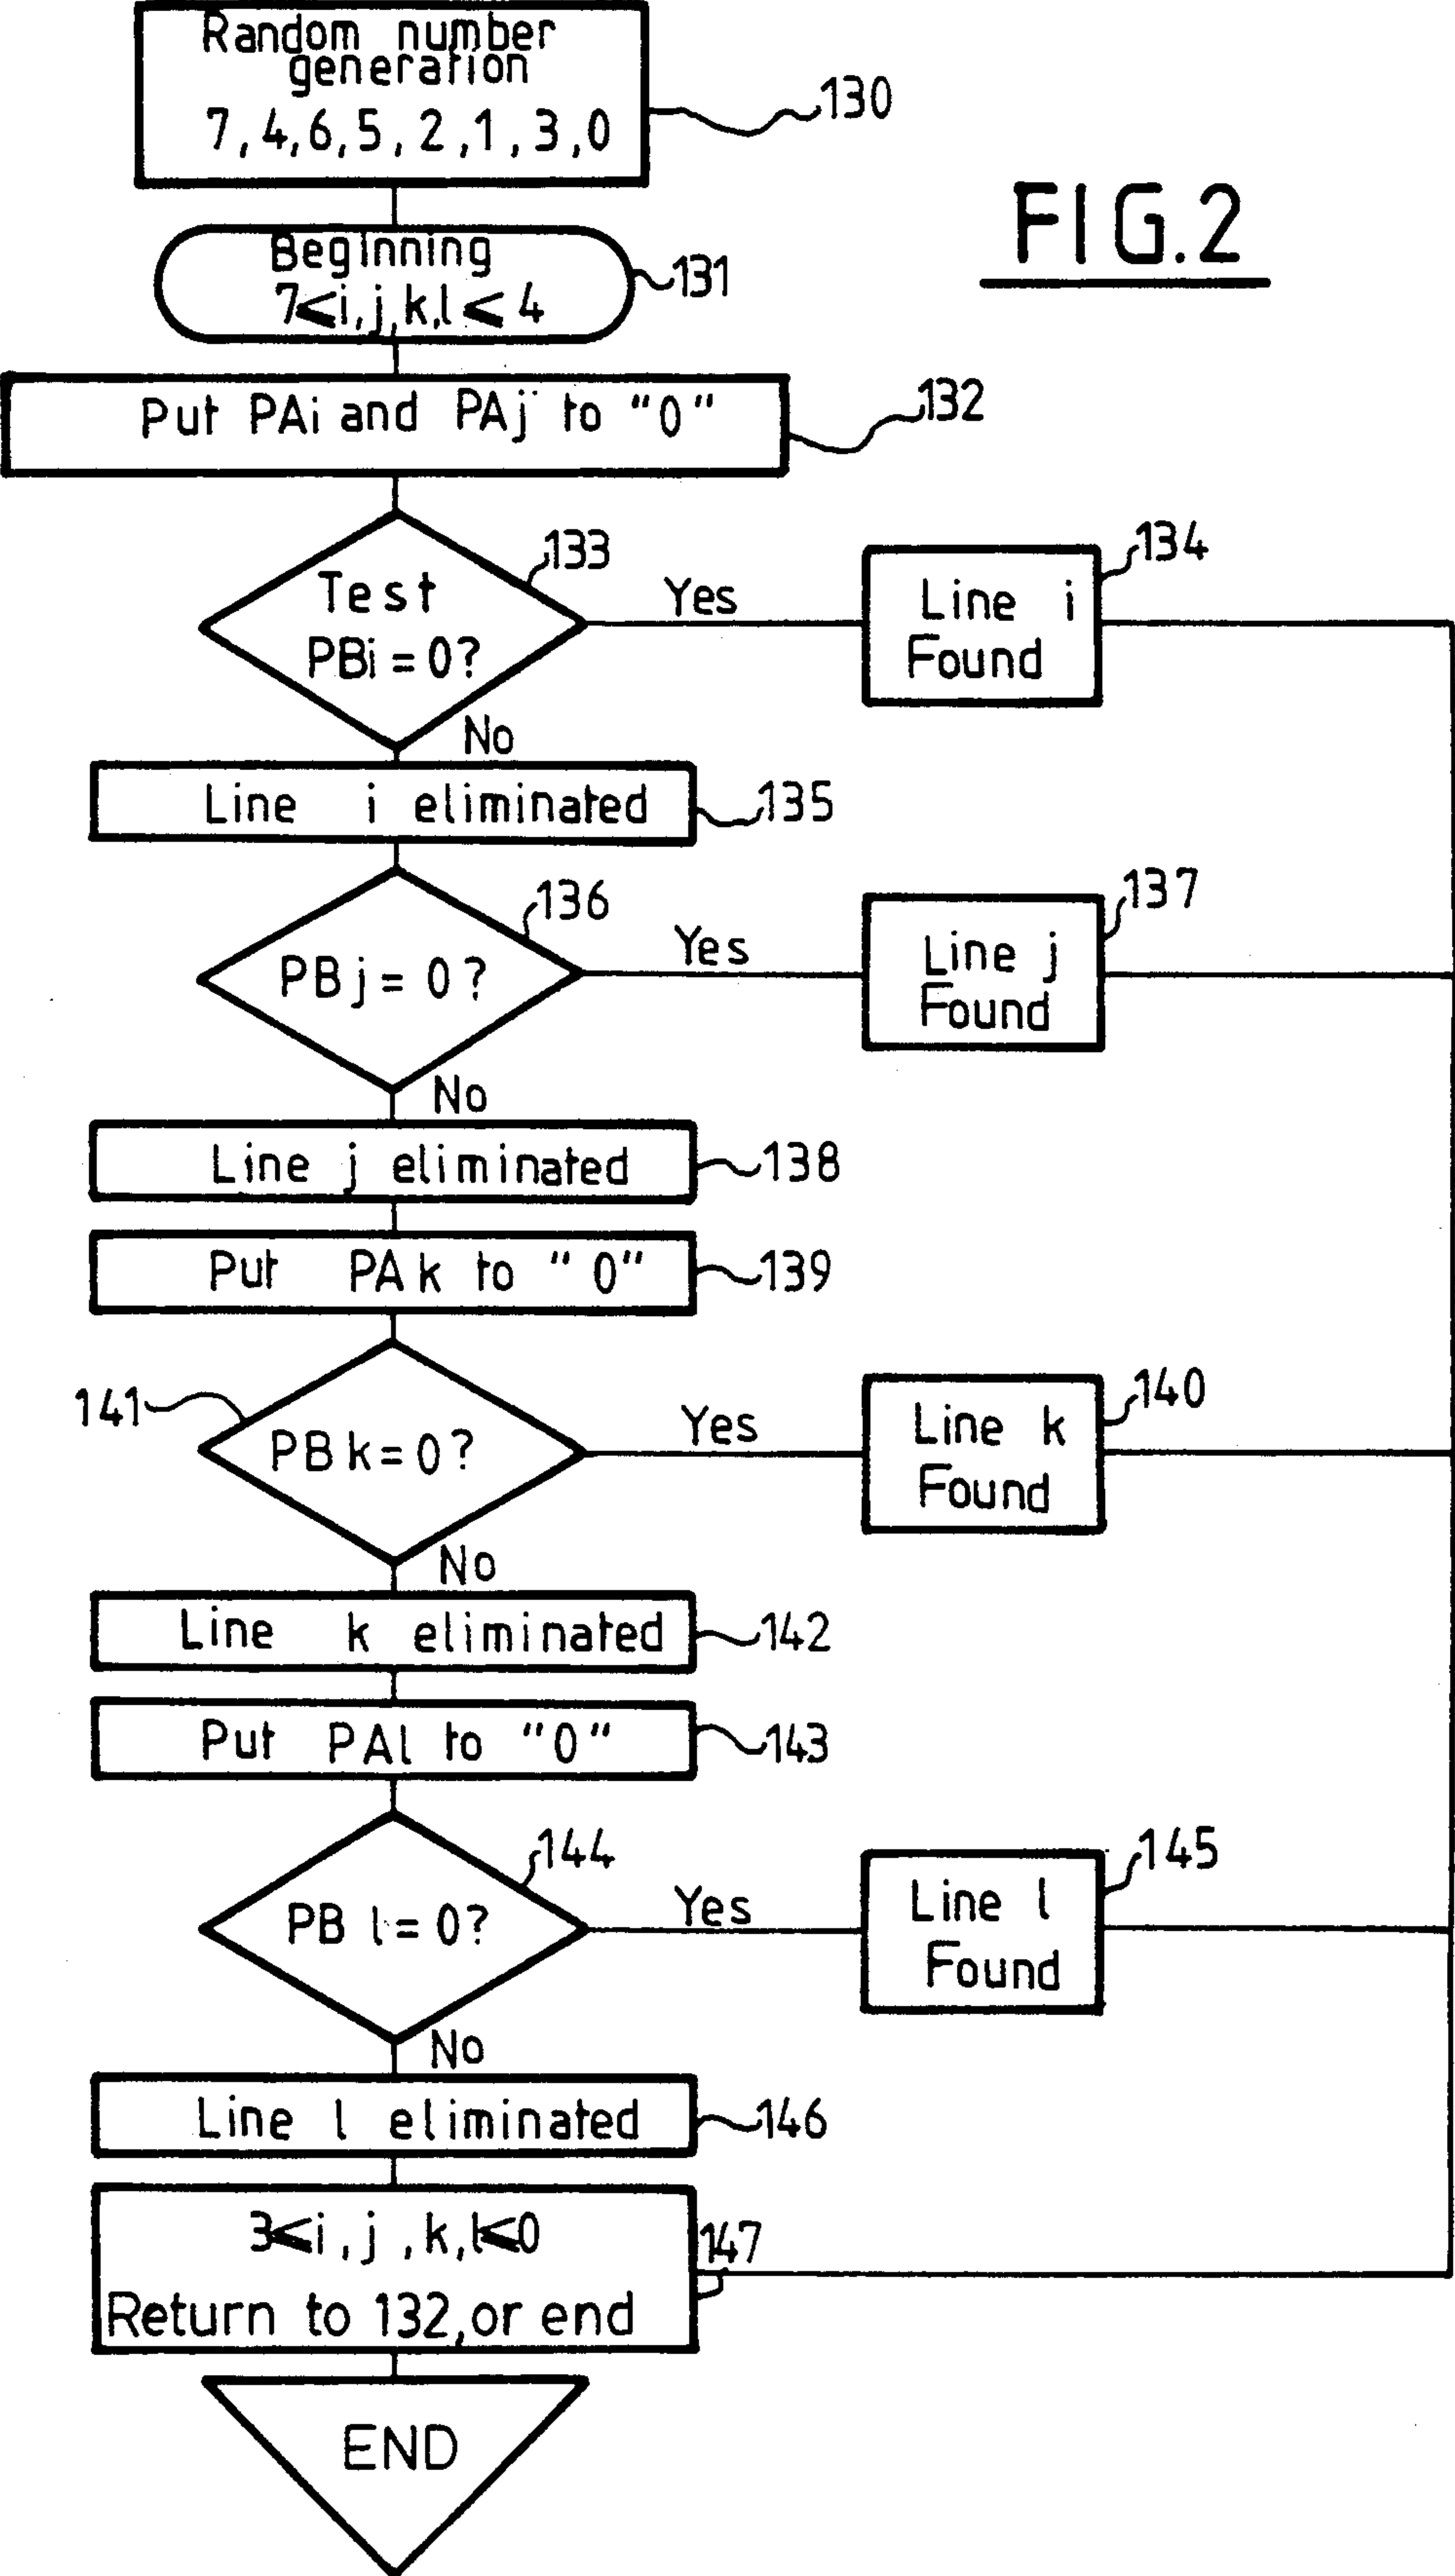 Random number
generation
7,4,6,5,2,1,3,0
130
FIG.2
Beginning
7⩽i,j,k,l ⩽ 4
131
Put PAi and PAj to "0"
132
Test
PBi = 0?
133
Yes
Line i
Found
134
No
Line i eliminated
135
PBj = 0?
136
Yes
Line j
Found
137
No
Line j eliminated
138
Put PAk to "0"
139
141
PBk=0?
Yes
Line k
Found
140
No
Line k eliminated
142
Put PAl to "0"
143
PBl=0?
144
Yes
Line l
Found
145
No
Line l eliminated
146
3⩽i,j,k,l⩽0
Return to 132, or end
147
END